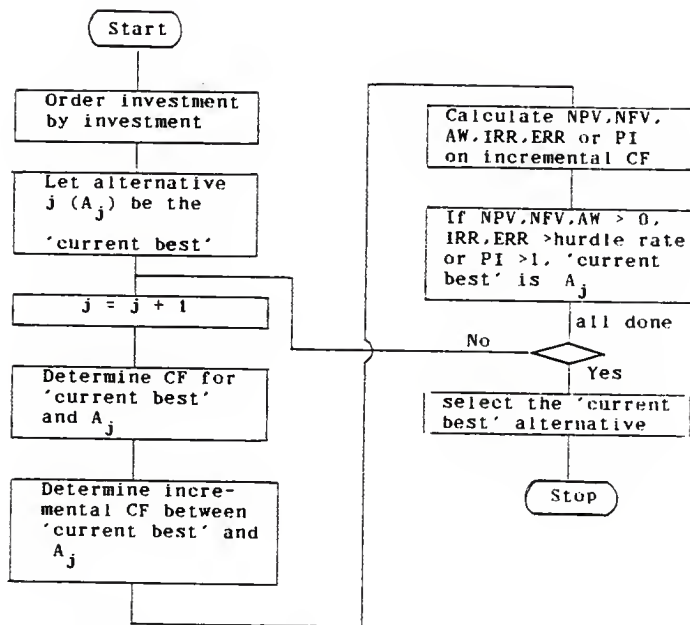 Start
Order investment
by investment
Let alternative
j (Aj) be the
'current best'
j = j + 1
Determine CF for
'current best'
and Aj
Determine incre-
mental CF between
'current best' and
Aj
Calculate NPV,NFV,
AW,IRR,ERR or PI
on incremental CF
If NPV,NFV,AW > 0,
IRR,ERR >hurdle rate
or PI >1, 'current
best' is Aj
all done
No
Yes
select the 'current
best' alternative
Stop